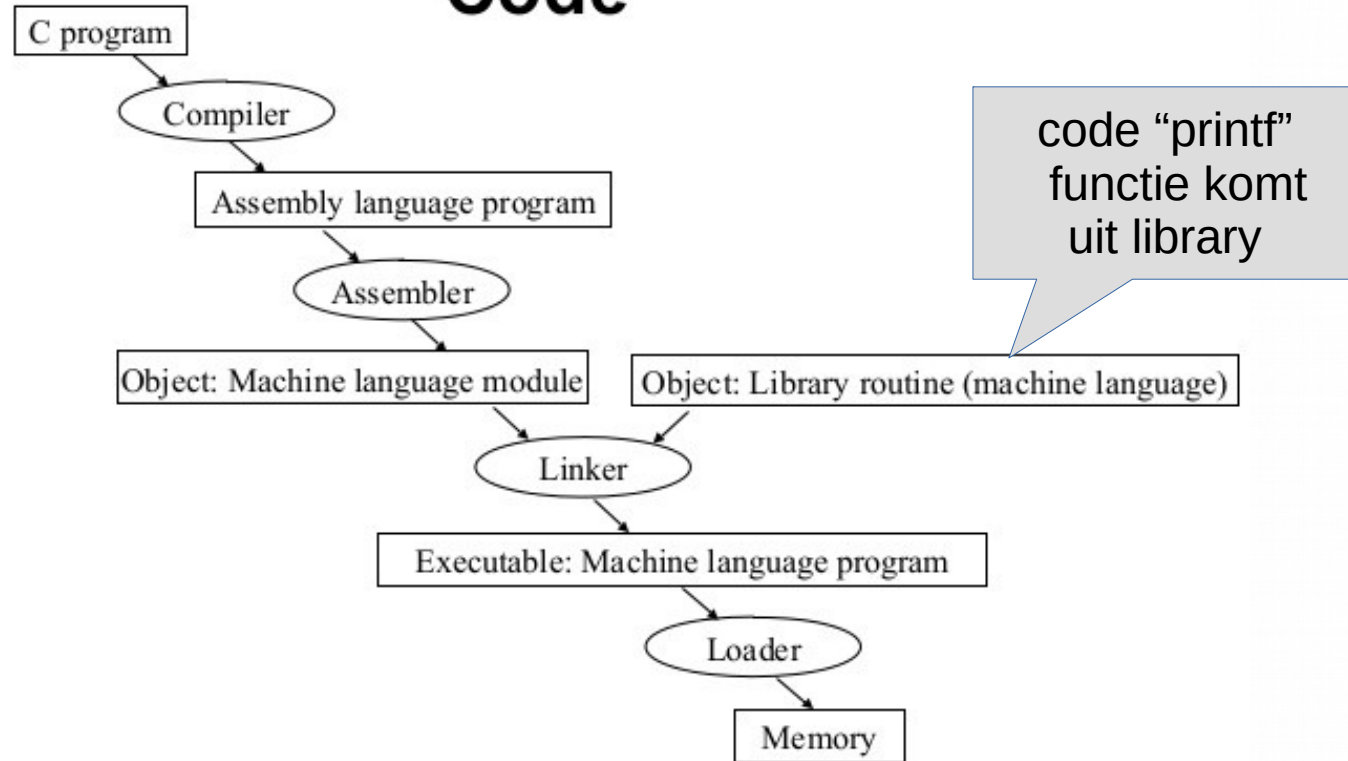 Code
C program
Compiler
Assembly language program
Assembler
Object: Machine language module
Object: Library routine (machine language)
code “printf”
functie komt
uit library
Linker
Executable: Machine language program
Loader
Memory